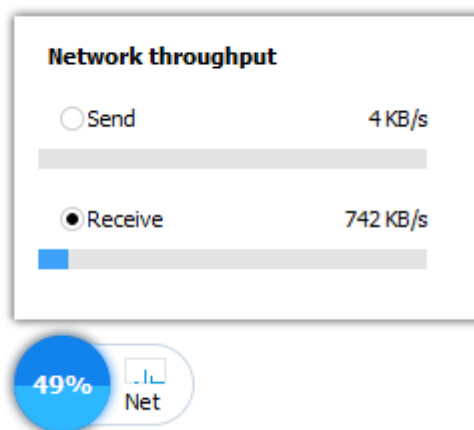 Network throughput
Send 4 KB/s
Receive 742 KB/s
49%
Net